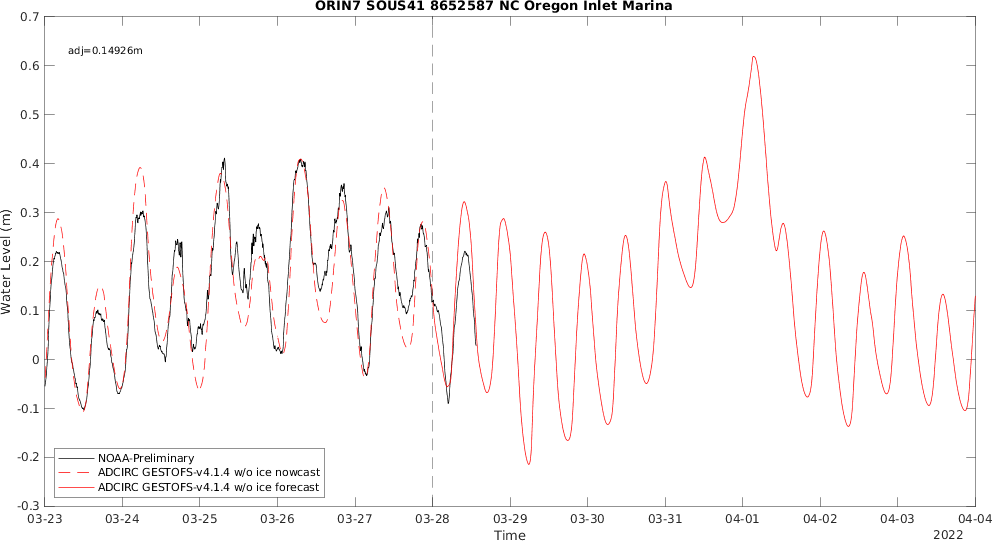 ORIN7 SOUS41 8652587 NC Oregon Inlet Marina
adj=0.14926m
Water Level (m)
0.7
0.6
0.5
0.4
0.3
0.2
0.1
0
-0.1
-0.2
-0.3
NOAA-Preliminary
ADCIRC GESTOFS-v4.1.4 w/o ice nowcast
ADCIRC GESTOFS-v4.1.4 w/o ice forecast
03-23 03-24 03-25 03-26 03-27 03-28 03-29 03-30 03-31 04-01 04-02 04-03 04-04
Time
2022